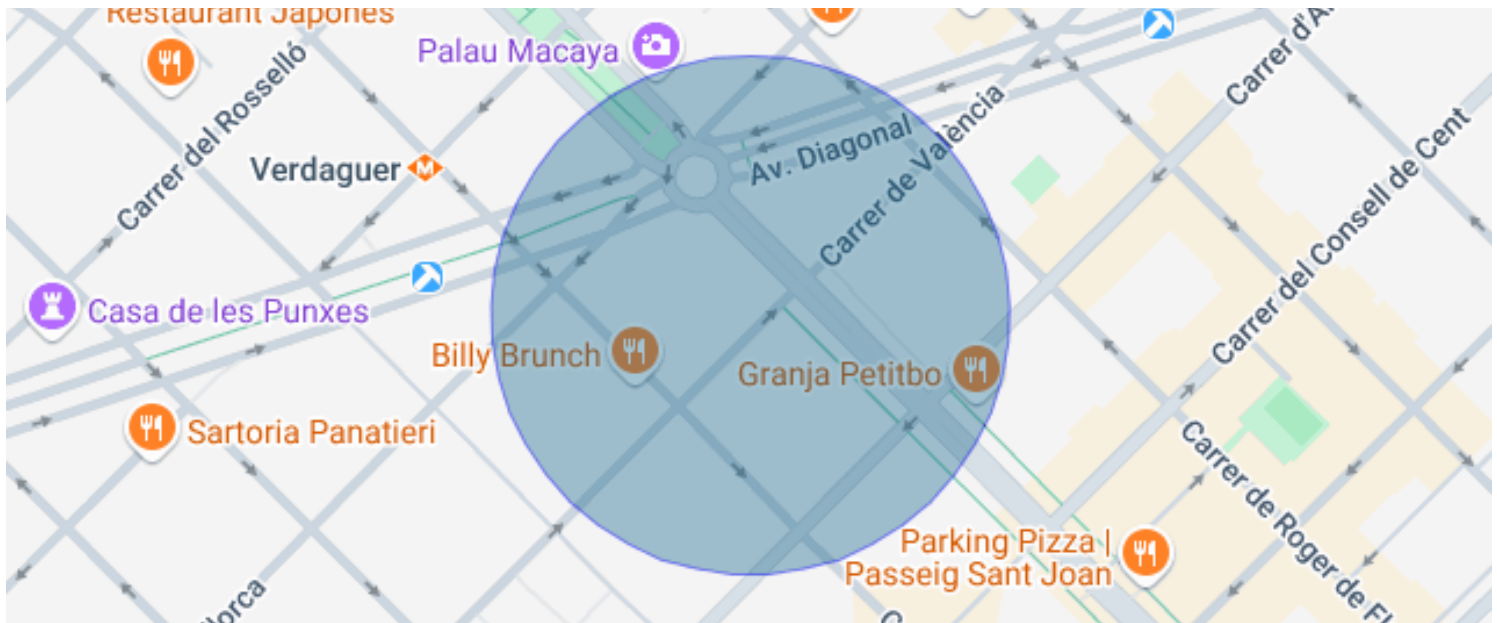 Restaurant Japonés
Palau Macaya
Carrer del Rosselló
Verdaguer
M
Av. Diagonal
Carrer de València
Carrer d'A
Carrer del Consell de Cent
Casa de les Punxes
Billy Brunch
Granja Petitbo
Sartoria Panatieri
Carrer de Roger de Fl
Parking Pizza |
Passeig Sant Joan
lorca
C